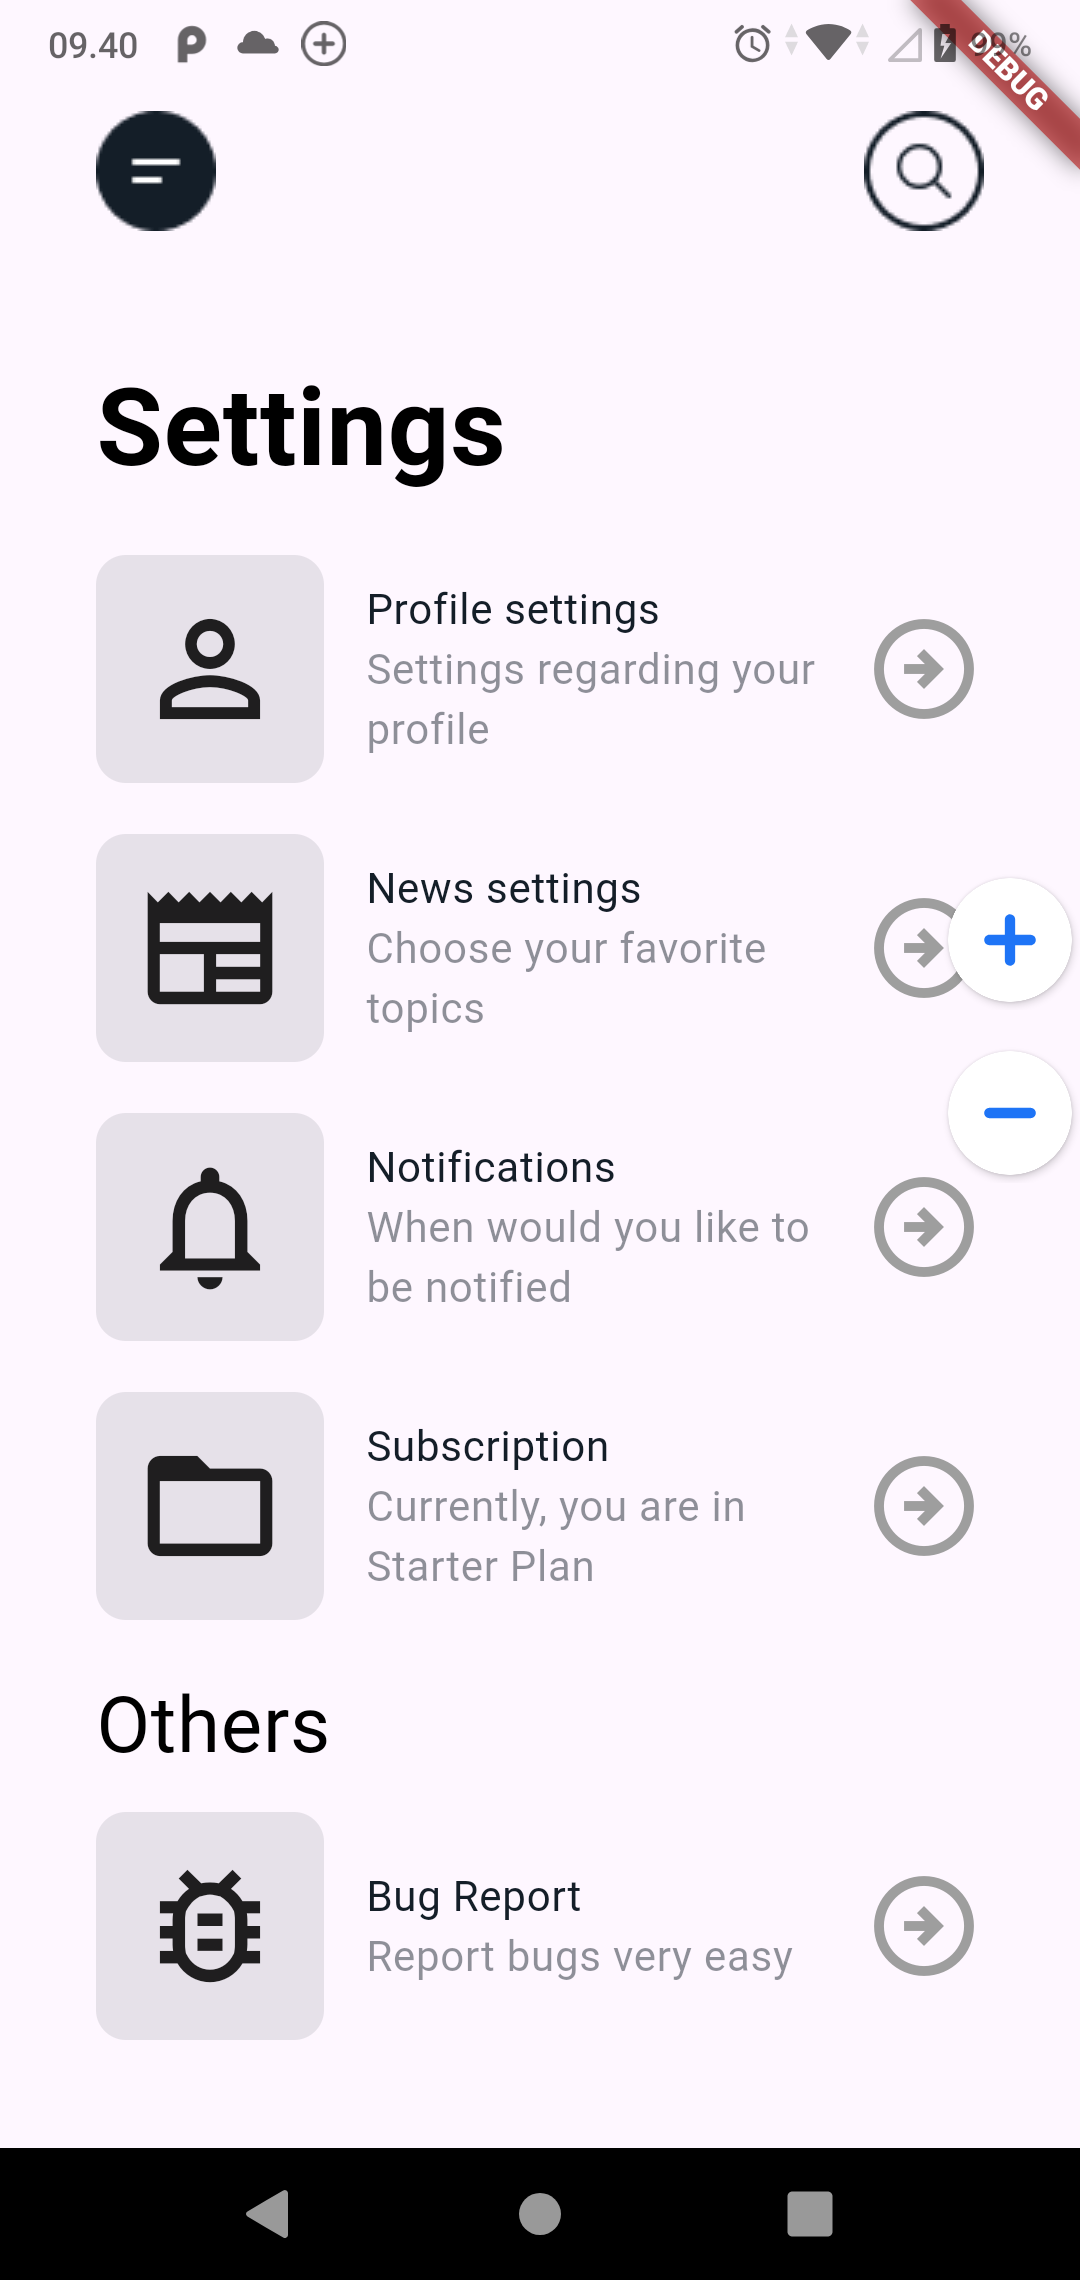 09.40
99%
DEBUG
Settings
Profile settings
Settings regarding your
profile
News settings
Choose your favorite
topics
Notifications
When would you like to
be notified
Subscription
Currently, you are in
Starter Plan
Others
Bug Report
Report bugs very easy